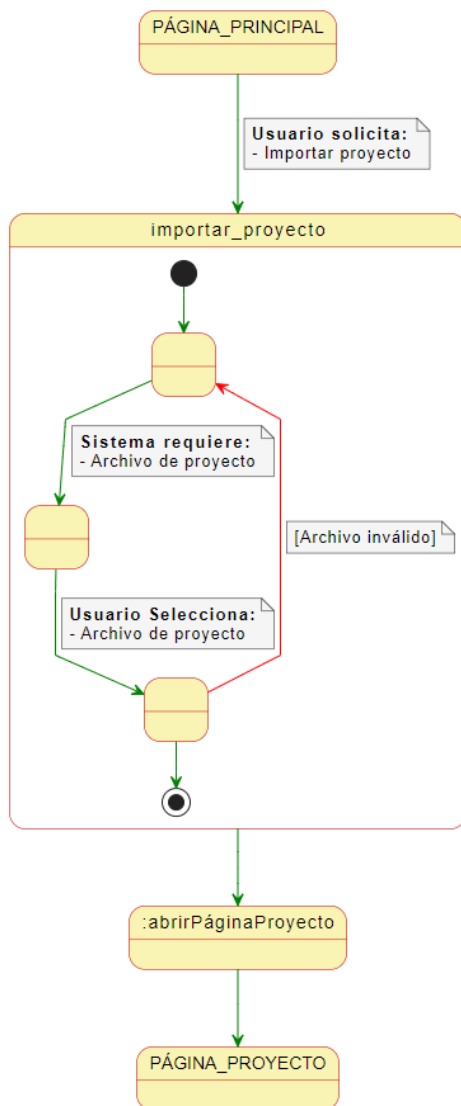 PÁGINA_PRINCIPAL
Usuario solicita:
- Importar proyecto
importar_proyecto
Sistema requiere:
- Archivo de proyecto
[Archivo inválido]
Usuario Selecciona:
- Archivo de proyecto
:abrirPáginaProyecto
PÁGINA_PROYECTO